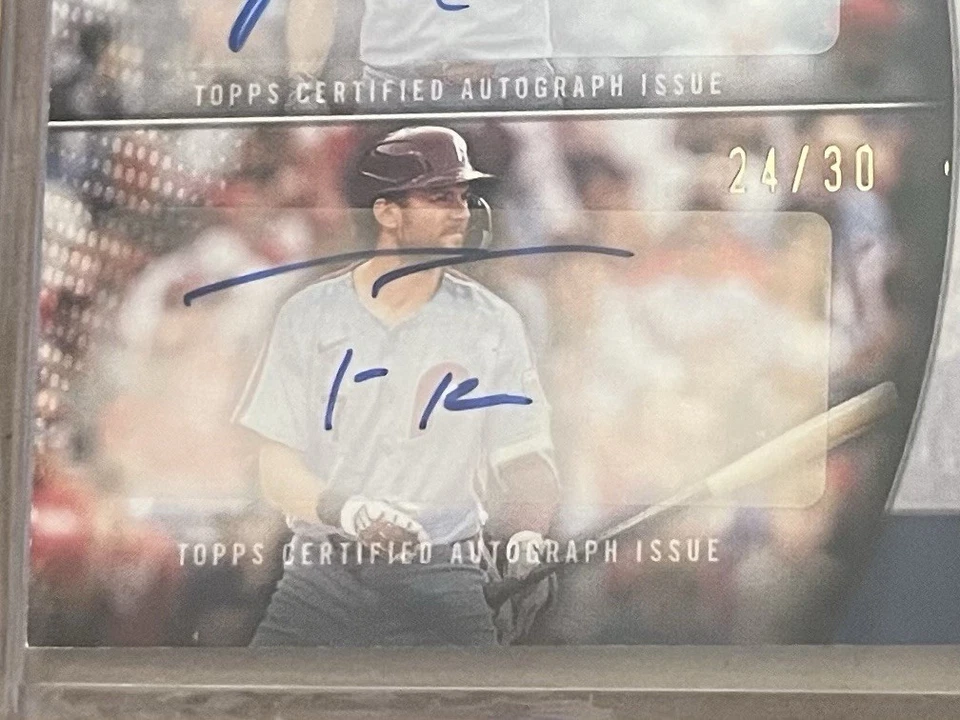 TOPPS CERTIFIED AUTOGRAPH ISSUE
24/30
TOPPS CERTIFIED AUTOGRAPH ISSUE